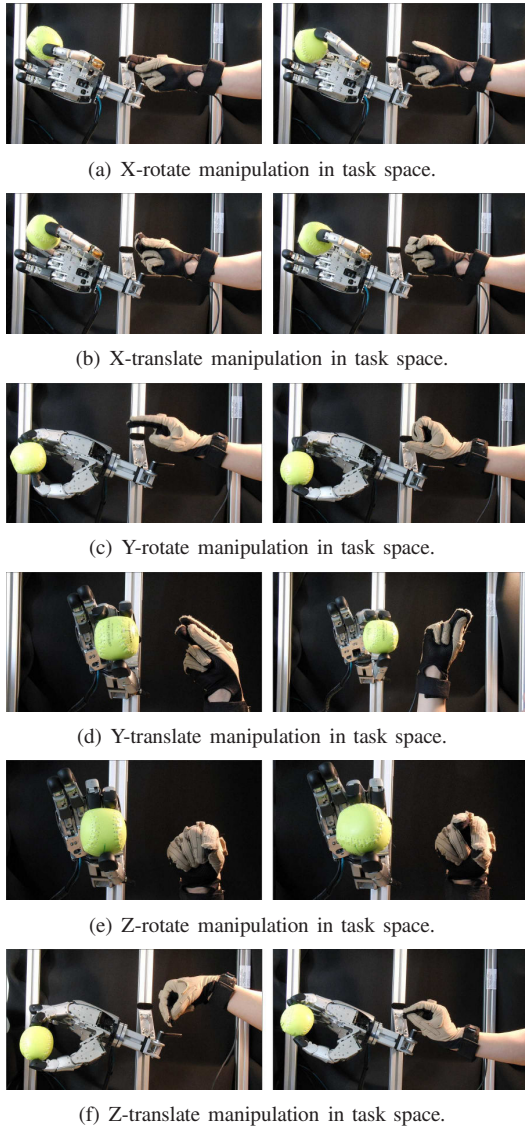 (a) X-rotate manipulation in task space.
(b) X-translate manipulation in task space.
(c) Y-rotate manipulation in task space.
(d) Y-translate manipulation in task space.
(e) Z-rotate manipulation in task space.
(f) Z-translate manipulation in task space.